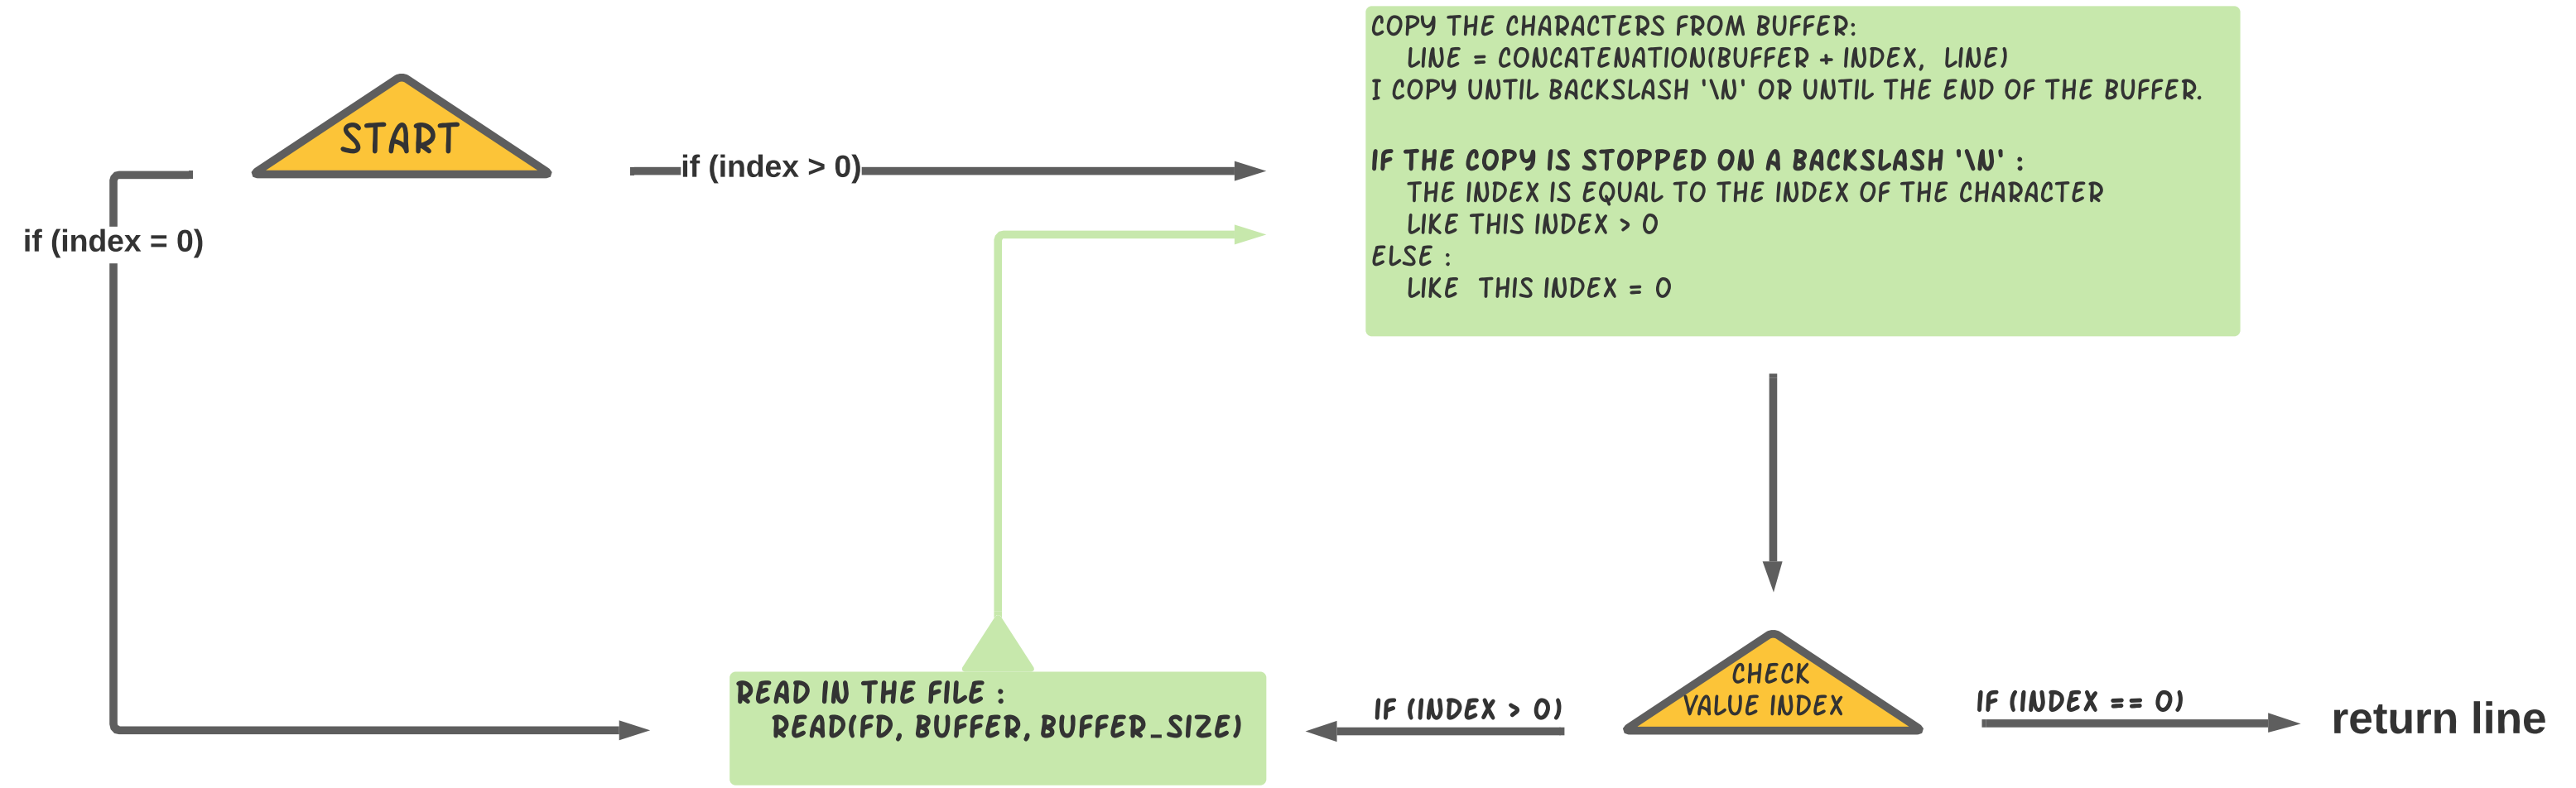 START
if (index > 0)
if (index = 0)
COPY THE CHARACTERS FROM BUFFER:
LINE = CONCATENATION(BUFFER + INDEX, LINE)
I COPY UNTIL BACKSLASH '\N' OR UNTIL THE END OF THE BUFFER.
IF THE COPY IS STOPPED ON A BACKSLASH '\N' :
THE INDEX IS EQUAL TO THE INDEX OF THE CHARACTER
LIKE THIS INDEX > 0
ELSE :
LIKE THIS INDEX = 0
READ IN THE FILE :
READ(FD, BUFFER, BUFFER_SIZE)
IF (INDEX > 0)
CHECK
VALUE INDEX
IF (INDEX == 0)
return line